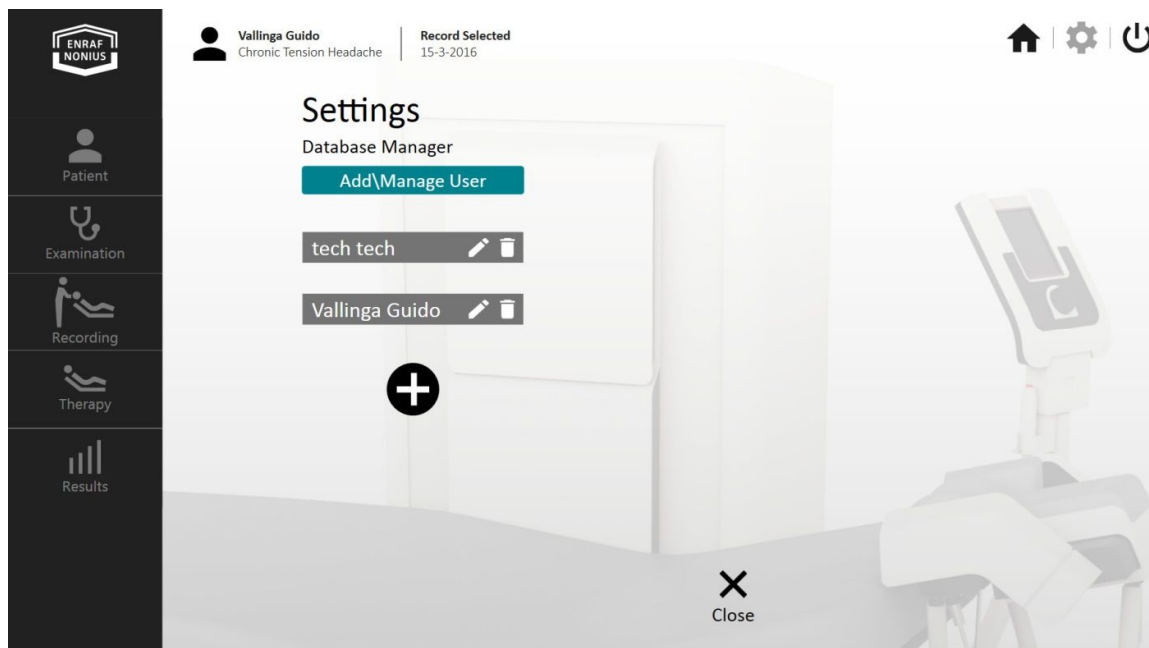 ENRAF
NONIUS
Vallinga Guido
Chronic Tension Headache
Record Selected
15-3-2016
Patient
Examination
Recording
Therapy
Results
Settings
Database Manager
Add\Manage User
tech tech
Vallinga Guido
Close